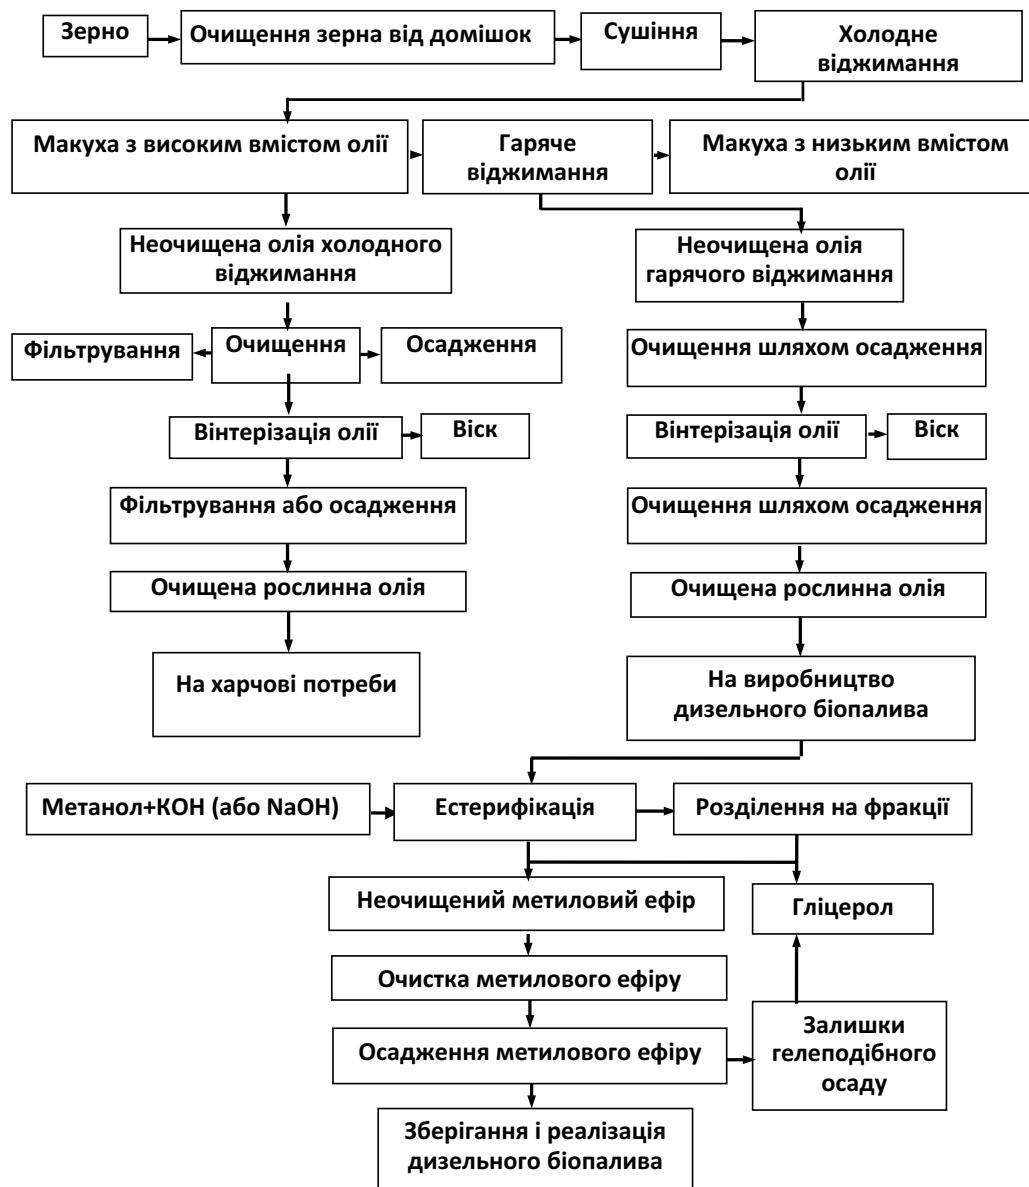 Зерно
Очищення зерна від домішок
Сушіння
Холодне
віджимання
Макуха з високим вмістом олії
Гаряче
віджимання
Макуха з низьким вмістом
олії
Неочищена олія холодного
віджимання
Неочищена олія
гарячого віджимання
Фільтрування
Очищення
Осадження
Очищення шляхом осадження
Вінтерізація олії
Віск
Вінтерізація олії
Віск
Фільтрування або осадження
Очищення шляхом осадження
Очищена рослинна олія
Очищена рослинна олія
На харчові потреби
На виробництво
дизельного біопалива
Метанол+КОН (або NaOH)
Естерифікація
Розділення на фракції
Неочищений метиловий ефір
Гліцерол
Очистка метилового ефіру
Осадження метилового ефіру
Залишки
гелеподібного
осаду
Зберігання і реалізація
дизельного біопалива